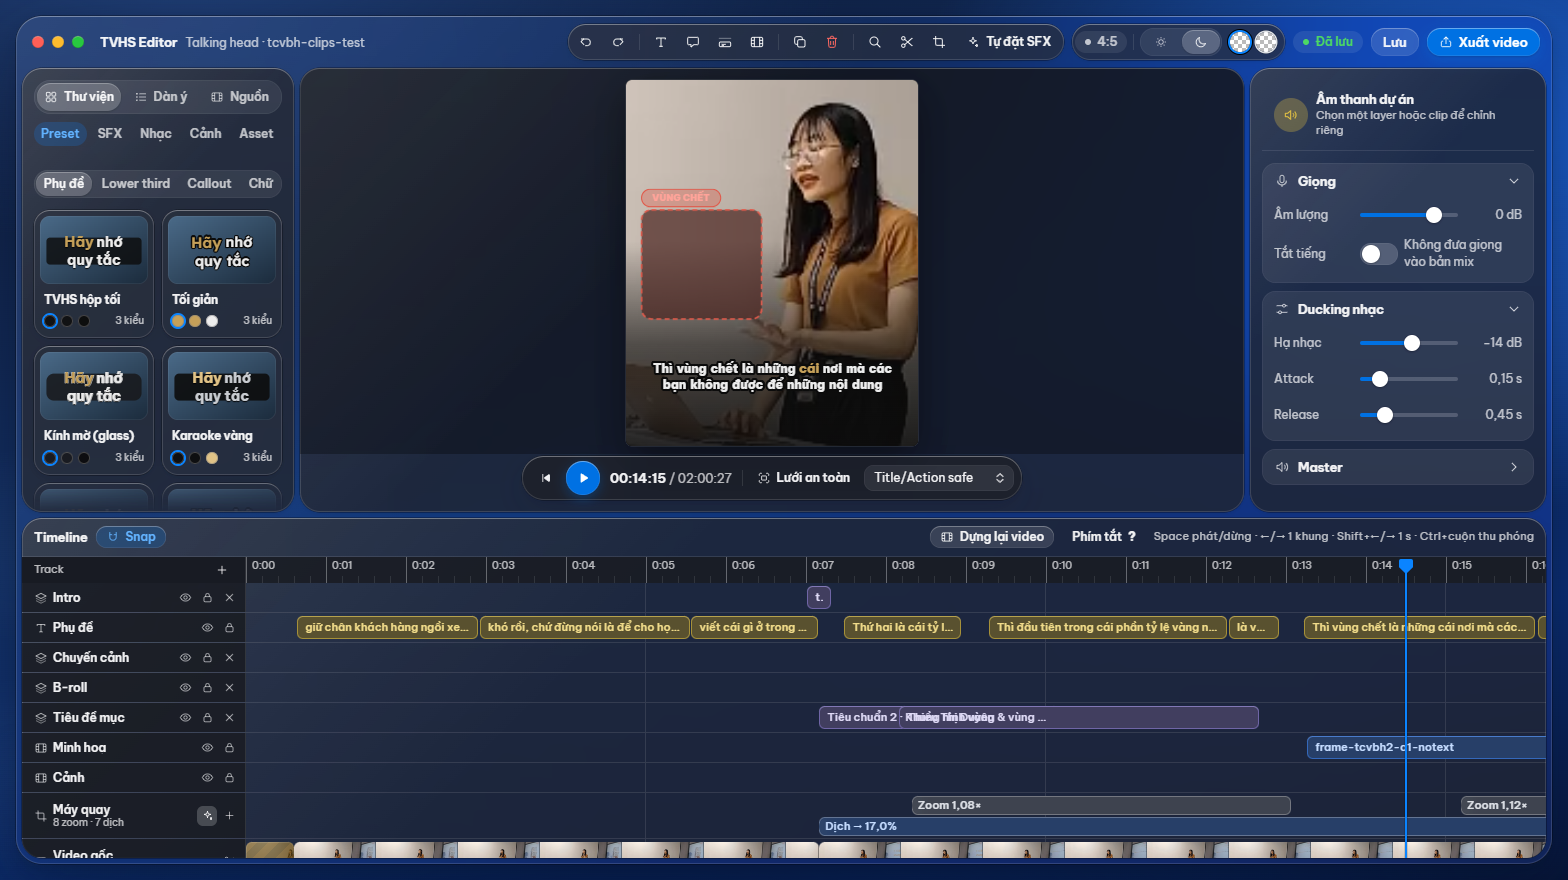 TVHS Editor Talking head · tcvbh-clips-test
Tự đặt SFX
4:5
Đã lưu
Lưu
Xuất video
Thư viện
Dàn ý
Nguồn
Preset
SFX
Nhạc
Cảnh
Asset
Phụ đề
Lower third
Callout
Chữ
Hãy nhớ
quy tắc
TVHS hộp tối
3 kiểu
Hãy nhớ
quy tắc
Tối giản
3 kiểu
Hãy nhớ
quy tắc
Kính mờ (glass)
3 kiểu
Hãy nhớ
quy tắc
Karaoke vàng
3 kiểu
VÙNG CHẾT
Thì vùng chết là những cái nơi mà các
bạn không được để những nội dung
00:14:15 / 02:00:27
Lưới an toàn
Title/Action safe
Âm thanh dự án
Chọn một layer hoặc clip để chỉnh
riêng
Giọng
Âm lượng
0 dB
Tắt tiếng
Không đưa giọng
vào bản mix
Ducking nhạc
Hạ nhạc
-14 dB
Attack
0,15 s
Release
0,45 s
Master
Timeline
Snap
Dựng lại video
Phím tắt ?
Space phát/dừng · ←/→ 1 khung · Shift+←/→ 1 s · Ctrl+cuộn thu phóng
Track
0:00
0:01
0:02
0:03
0:04
0:05
0:06
0:07
0:08
0:09
0:10
0:11
0:12
0:13
0:14
0:15
Intro
t.
Phụ đề
giữ chân khách hàng ngồi xe...
khó rồi, chứ đừng nói là để cho họ...
viết cái gì ở trong ...
Thứ hai là cái tỷ l...
Thì đầu tiên trong cái phần tỷ lệ vàng n...
là v...
Thì vùng chết là những cái nơi mà các...
Chuyển cảnh
B-roll
Tiêu đề mục
Tiêu chuẩn 2 ·
& vùng ...
Minh hoạ
frame-tcvbh2-c1-notext
Cảnh
Máy quay
8 zoom · 7 dịch
Zoom 1,08×
Zoom 1,12×
Dịch → 17,0%
Video gốc